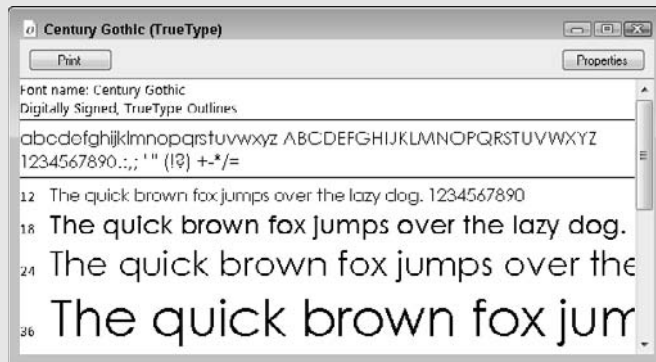 Century Gothic (TrueType)
Print Properties
Font name: Century Gothic
Digitally Signed, TrueType Outlines
abcdefghijklmnopqrstuvwxyz ABCDEFGHIJKLMNOPQRSTUVWXYZ
1234567890.:,; ' " (!?) +-*/=
12 The quick brown fox jumps over the lazy dog. 1234567890
18 The quick brown fox jumps over the lazy dog.
24 The quick brown fox jumps over the
36 The quick brown fox jum